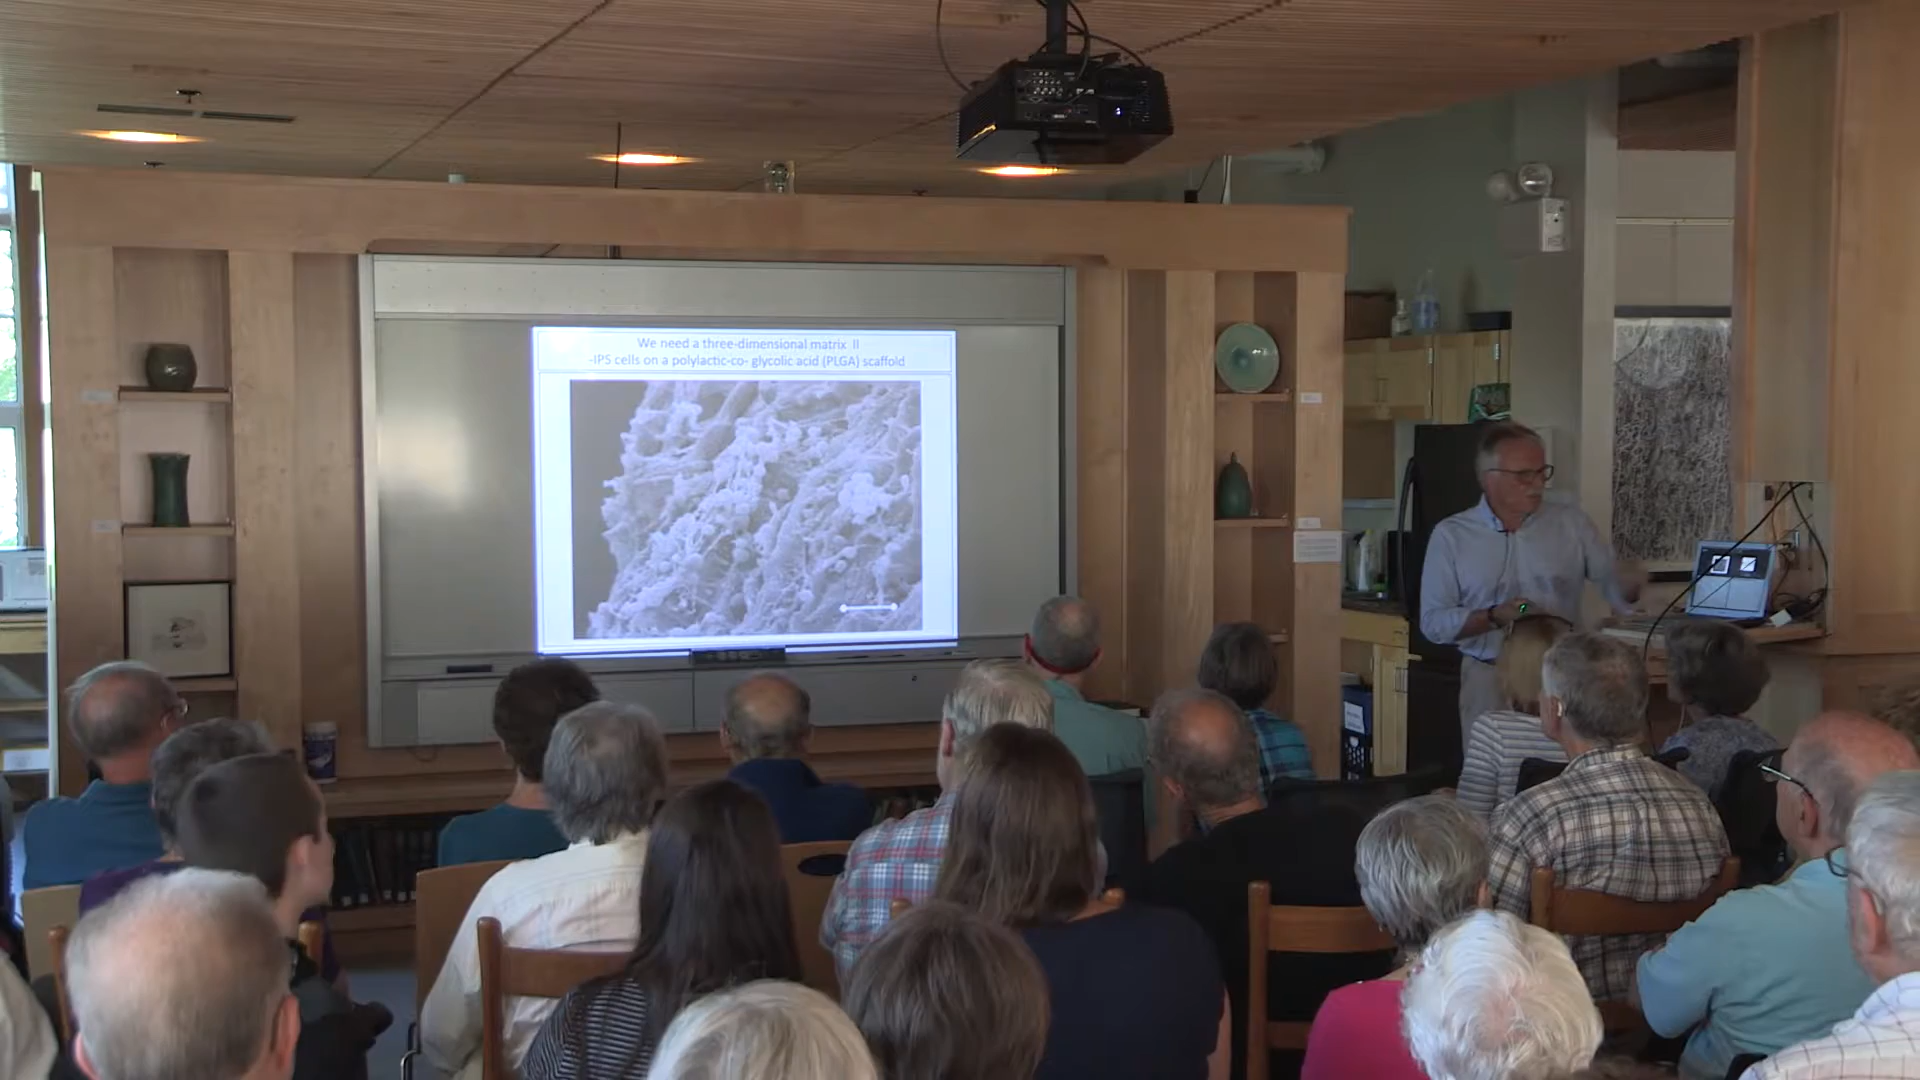 We need a three-dimensional matrix  II
-IPS cells on a polylactic-co- glycolic acid (PLGA) scaffold